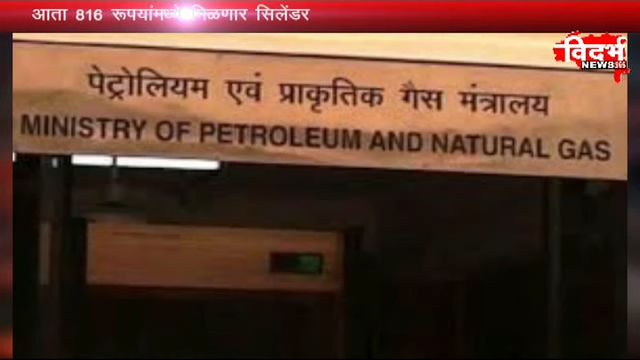 आता 816 रूपयांमध्ये मिळणार सिलेंडर
विदर्भ
NEWS365
पेट्रोलियम एवं प्राकृतिक गैस मंत्रालय
MINISTRY OF PETROLEUM AND NATURAL GAS